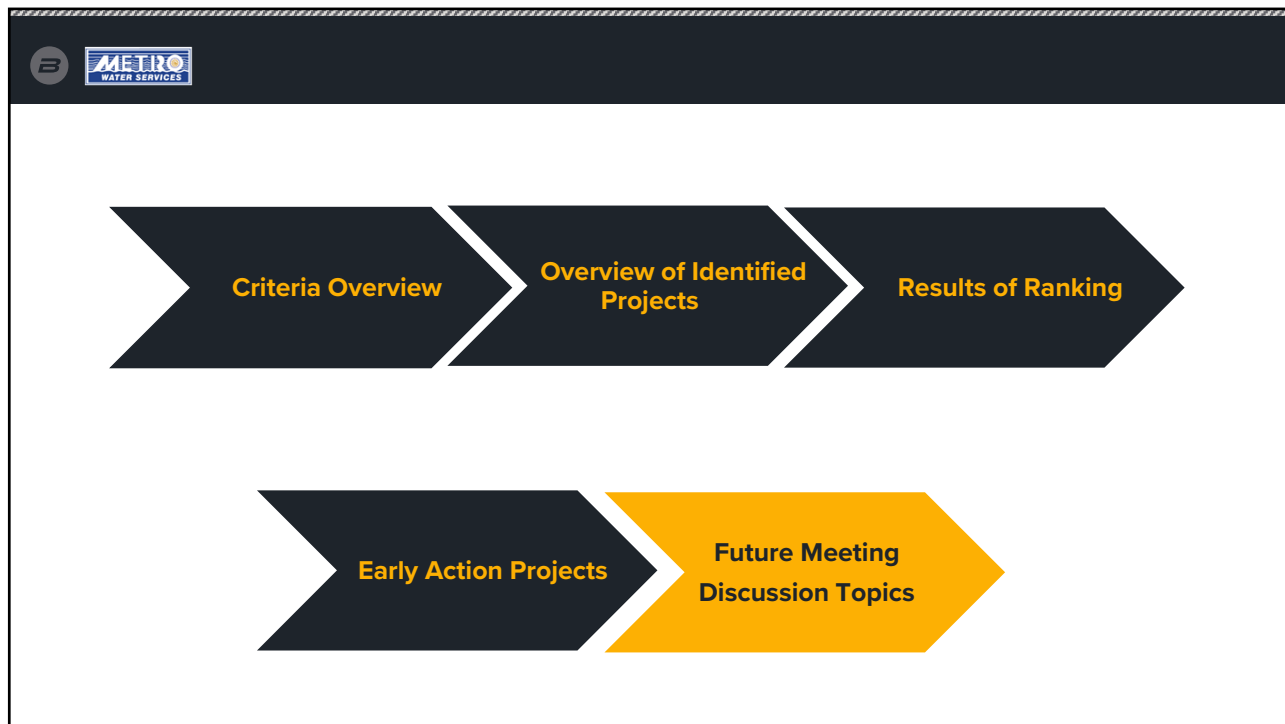 B
METRO
WATER SERVICES
Criteria Overview
Overview of Identified
Projects
Results of Ranking
Early Action Projects
Future Meeting
Discussion Topics